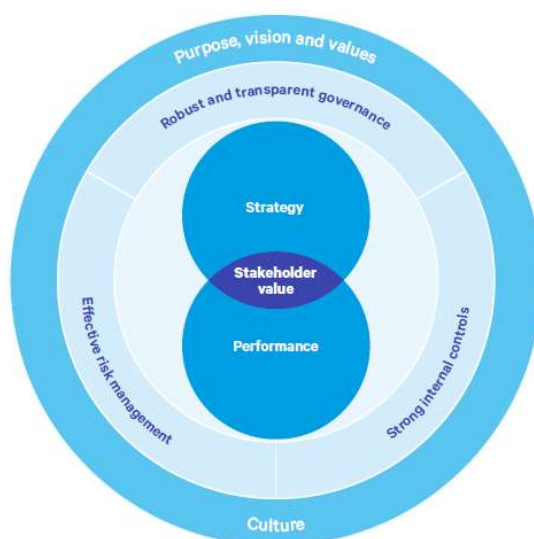 Purpose, vision and values
Robust and transparent governance
Strategy
Stakeholder
value
Performance
Effective risk management
Strong internal controls
Culture